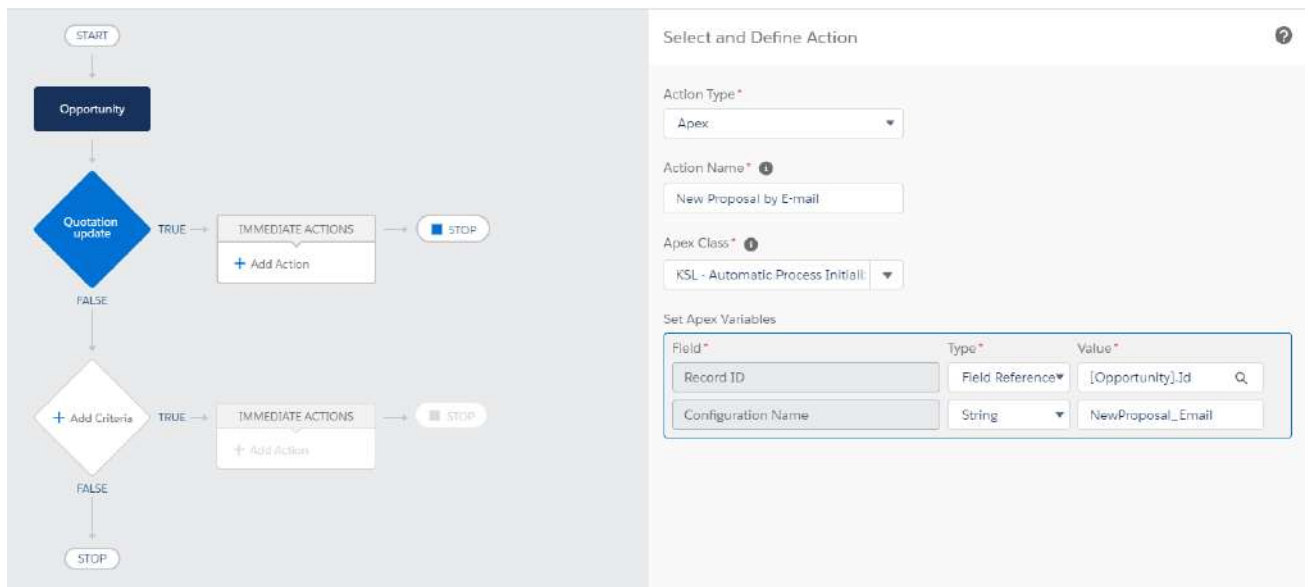 START
Opportunity
Quotation
update
TRUE
IMMEDIATE ACTIONS
STOP
+ Add Action
FALSE
+ Add Criteria
TRUE
IMMEDIATE ACTIONS
STOP
+ Add Action
FALSE
STOP
Select and Define Action
?
Action Type*
Apex
Action Name* i
New Proposal by E-mail
Apex Class* i
KSL - Automatic Process Initiali
Set Apex Variables
Field* Type* Value*
Record ID Field Reference [Opportunity].Id
Configuration Name String NewProposal_Email